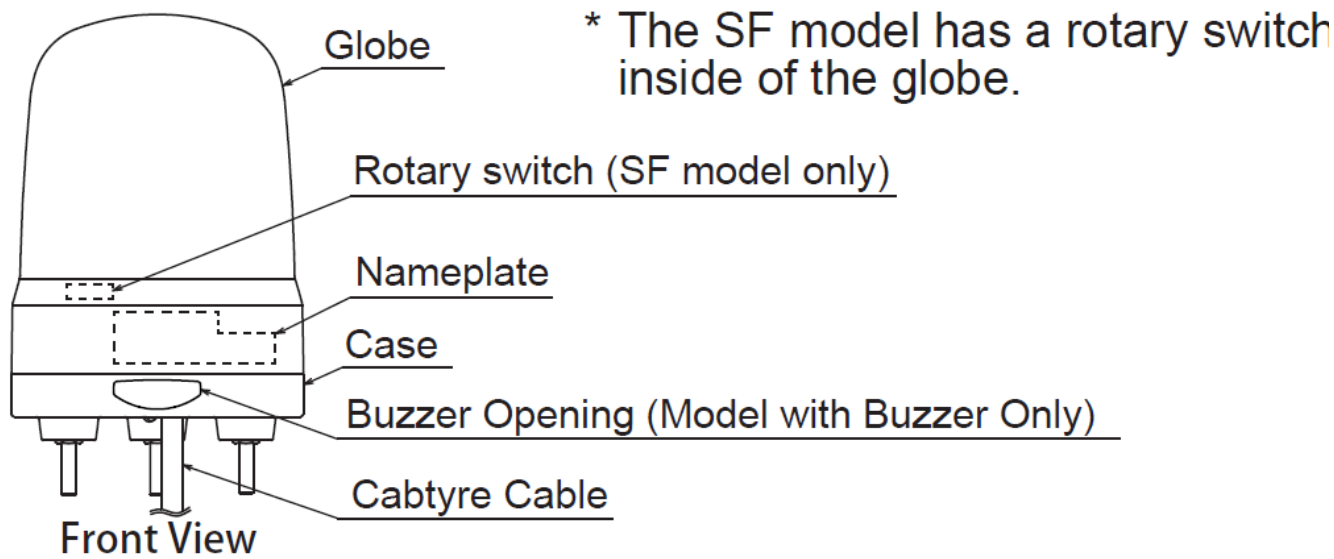 Globe
* The SF model has a rotary switch
inside of the globe.
Rotary switch (SF model only)
Nameplate
Case
Buzzer Opening (Model with Buzzer Only)
Cabtyre Cable
Front View